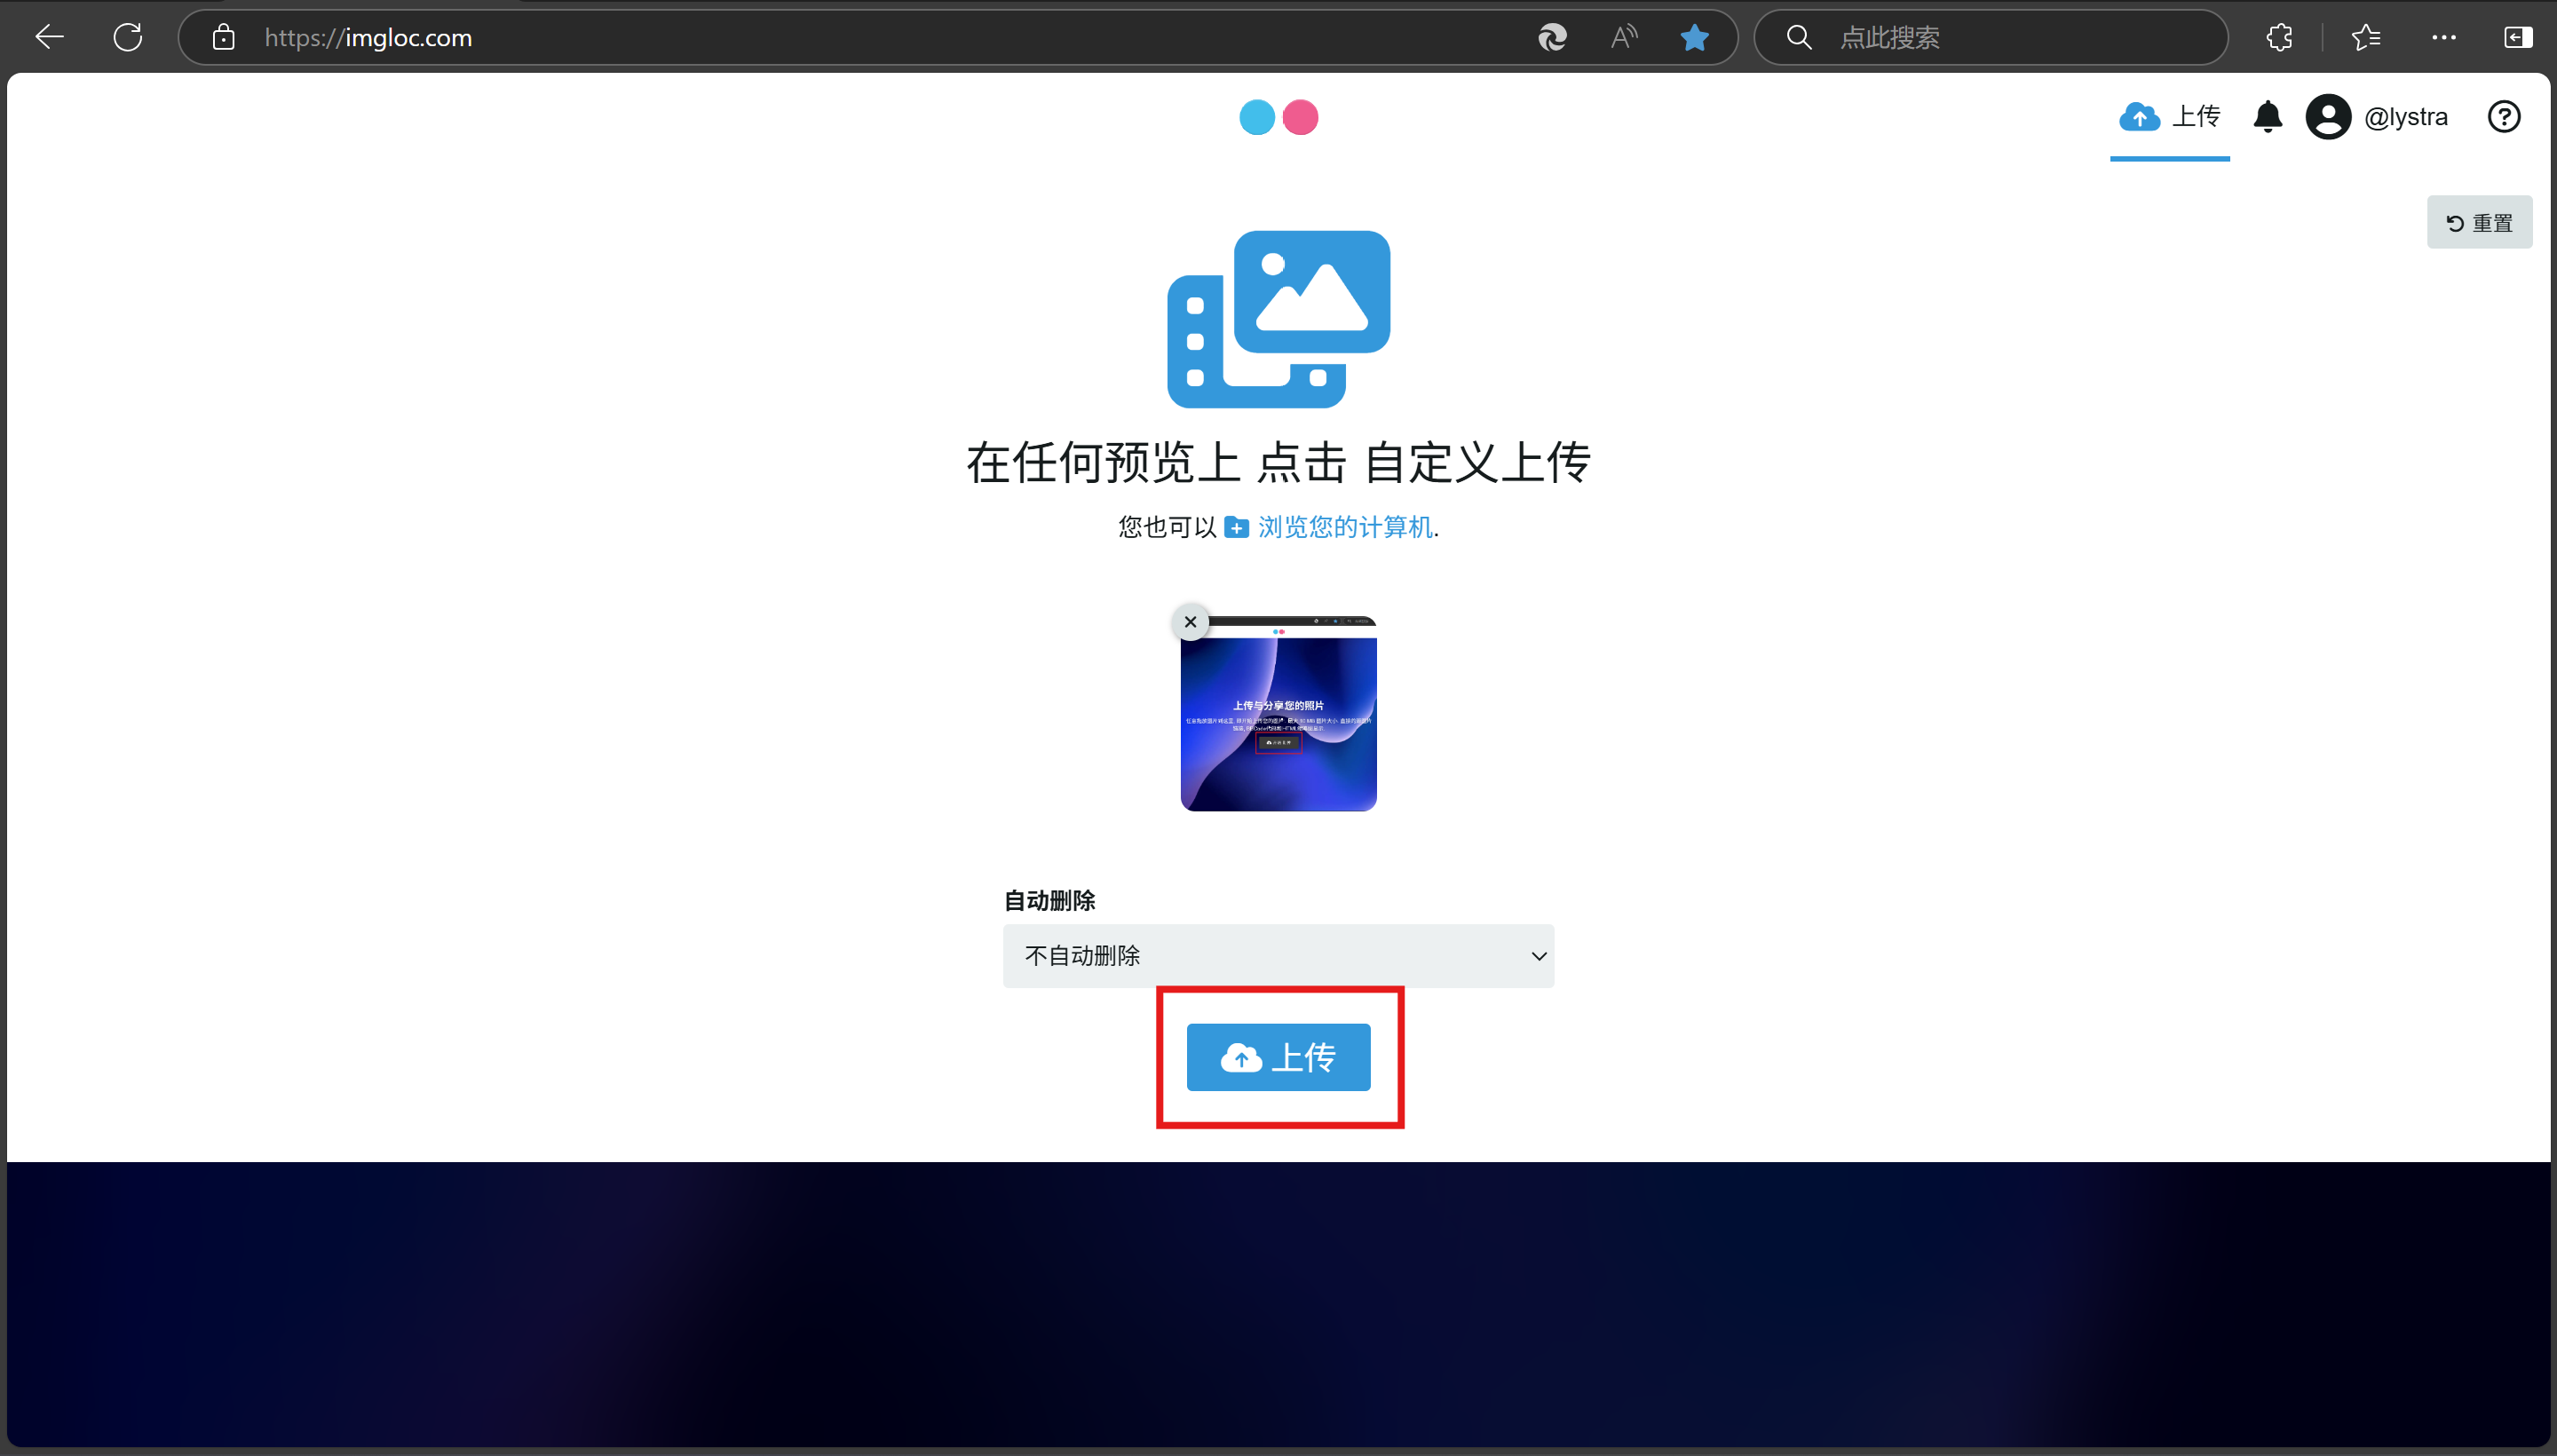 https://imgloc.com
点此搜索
上传
@lystra
重置
在任何预览上 点击 自定义上传
您也可以 浏览您的计算机.
上传与分享您的照片
自动删除
不自动删除
上传